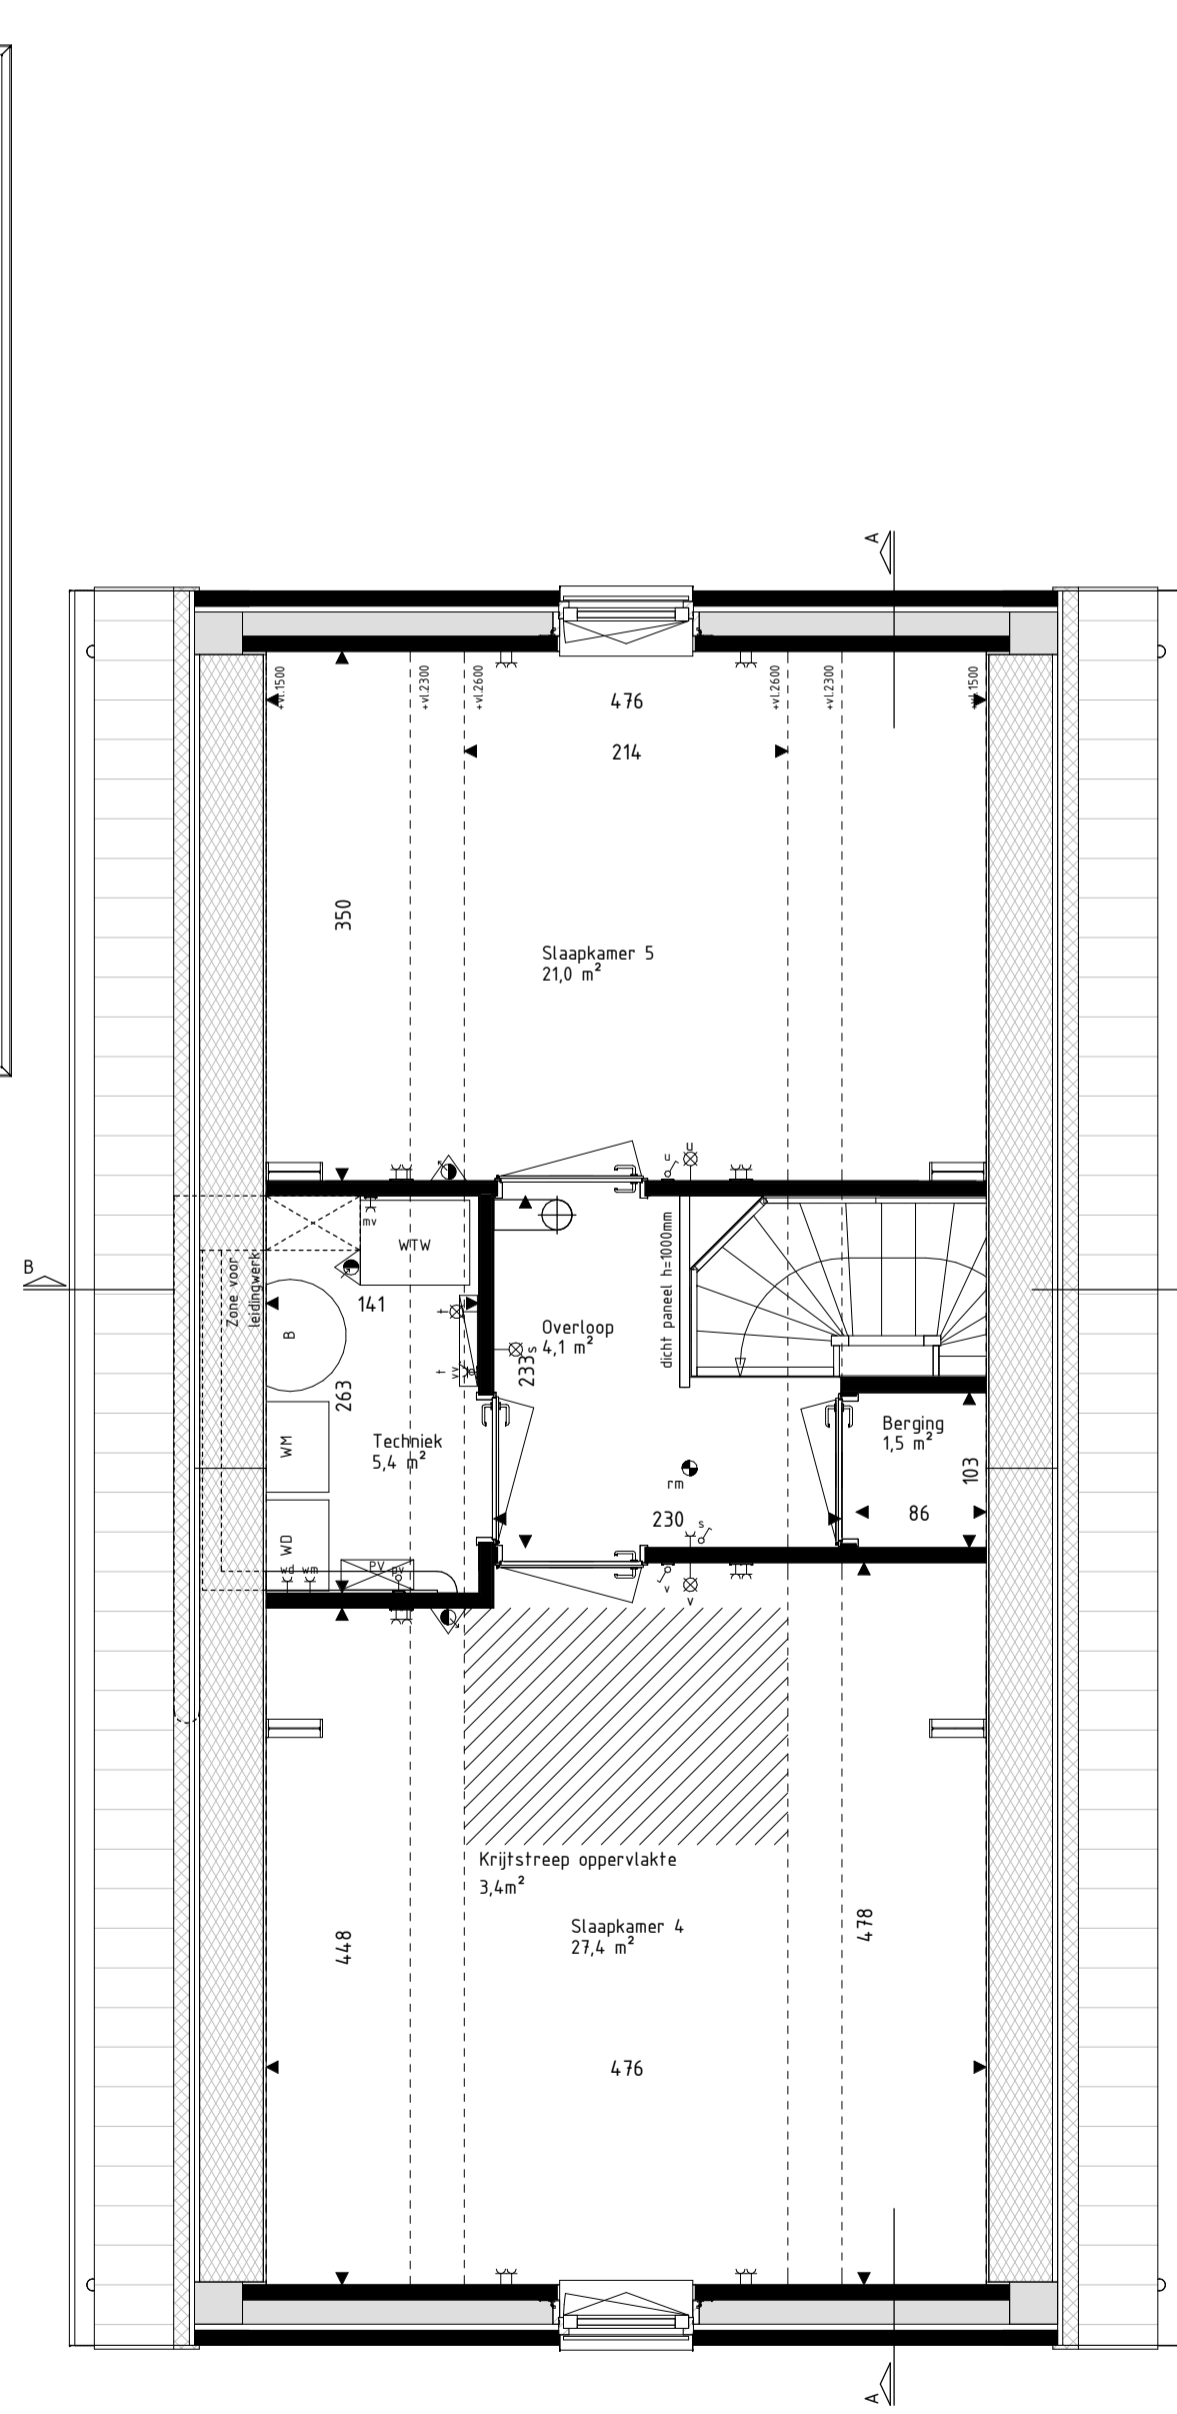 A
+vl.1500
+vl.2300
+vl.2600
+vl.2600
+vl.2300
+vl.1500
476
214
350
Slaapkamer 5
21,0 m²
u
u
mv
WTW
B
Zone voor
leidingwerk
141
B
t
t
vv
s
Overloop
4,1 m²
233
dicht paneel h=1000mm
263
WM
Techniek
5,4 m²
Berging
1,5 m²
103
rm
230
s
86
WD
wd
wm
PV
pv
v
v
Krijtstreep oppervlakte
3,4m²
Slaapkamer 4
27,4 m²
448
478
476
A